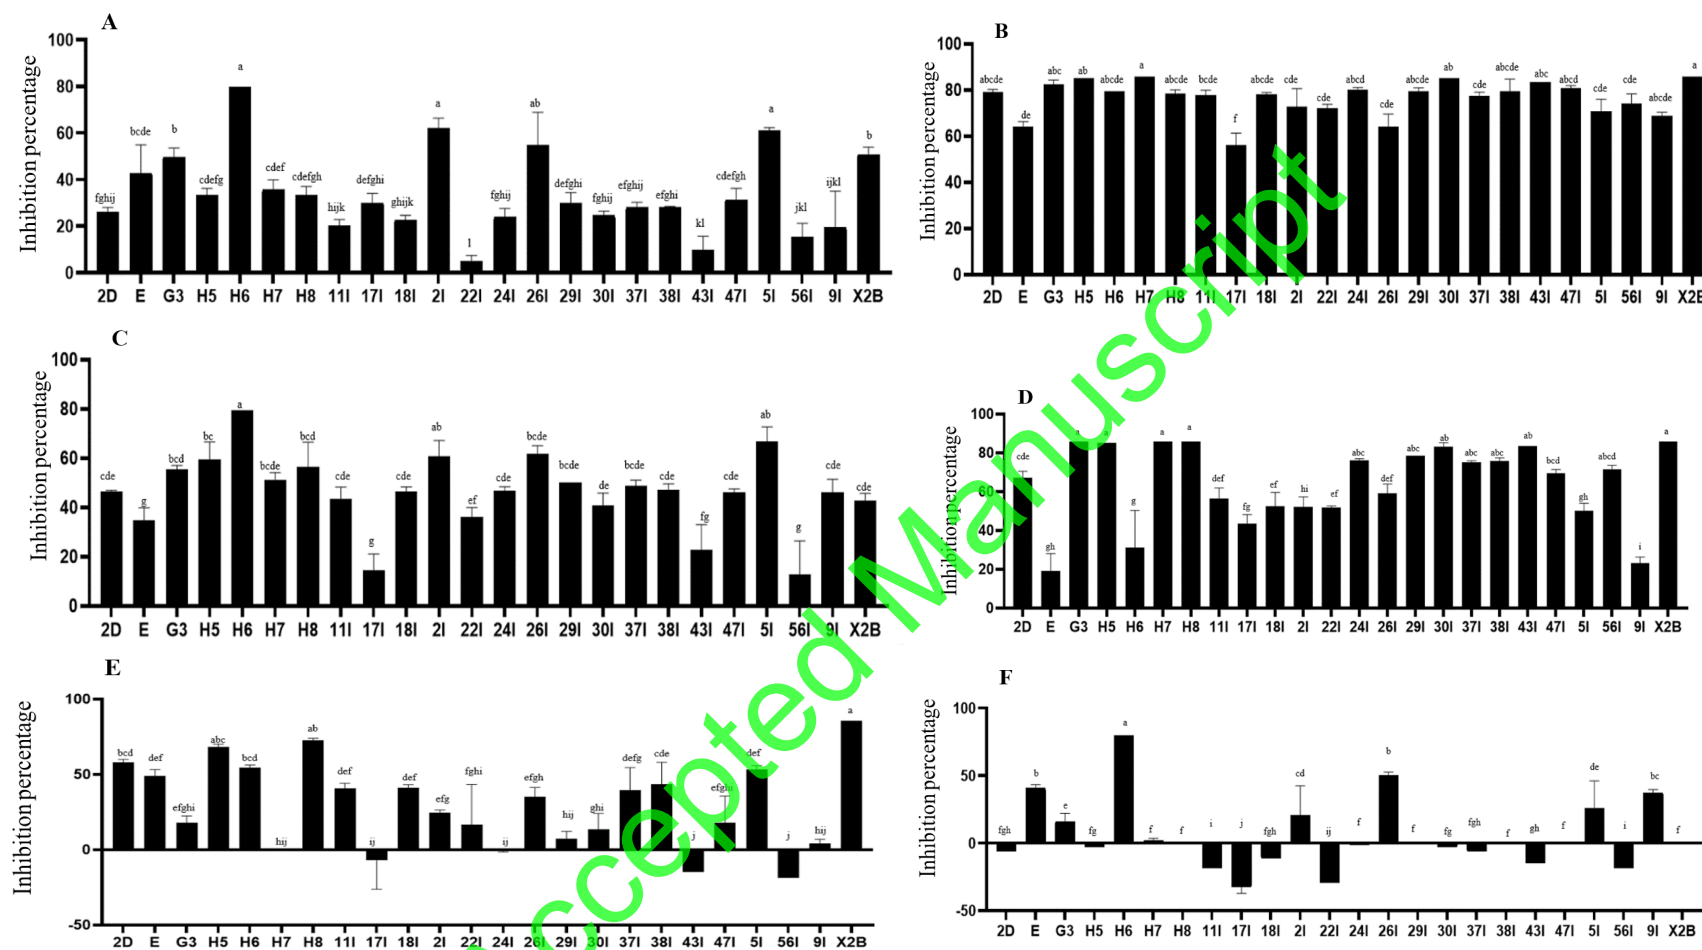 A
Inhibition percentage
100
80
60
40
20
0
fghij bcde b cdefg a cdef cdefgh hijk defghi ghijk a l fghij ab defghi fghij efghij efghi kl cdefgh a jkl ijkl b
2D E G3 H5 H6 H7 H8 11I 17I 18I 2I 22I 24I 26I 29I 30I 37I 38I 43I 47I 5I 56I 9I X2B
B
Inhibition percentage
100
80
60
40
20
0
abcde de abc ab abcde a abcde bcde f abcde cde cde abcd cde abcde ab cde abcde abc abcd cde cde abcde a
2D E G3 H5 H6 H7 H8 11I 17I 18I 2I 22I 24I 26I 29I 30I 37I 38I 43I 47I 5I 56I 9I X2B
C
Inhibition percentage
100
80
60
40
20
0
cde g bcd bc a bcde bcd cde g cde ab ef cde bcde bcde de bcde cde fg cde ab g cde cde
2D E G3 H5 H6 H7 H8 11I 17I 18I 2I 22I 24I 26I 29I 30I 37I 38I 43I 47I 5I 56I 9I X2B
D
Inhibition percentage
100
80
60
40
20
0
cde gh a a g a a def fg ef hi ef abc def abc ab abc abc ab bcd gh abcd i a
2D E G3 H5 H6 H7 H8 11I 17I 18I 2I 22I 24I 26I 29I 30I 37I 38I 43I 47I 5I 56I 9I X2B
E
Inhibition percentage
100
50
0
-50
bcd def efghi abc bcd hij ab def ij def efg fghi ij efgh hij ghi defg cde j efghi def j hij a
2D E G3 H5 H6 H7 H8 11I 17I 18I 2I 22I 24I 26I 29I 30I 37I 38I 43I 47I 5I 56I 9I X2B
F
Inhibition percentage
100
50
0
-50
fgh b e fg a f f i j fgh cd ij f b f fg fgh f gh f de i bc f
2D E G3 H5 H6 H7 H8 11I 17I 18I 2I 22I 24I 26I 29I 30I 37I 38I 43I 47I 5I 56I 9I X2B
ccepted Manuscript